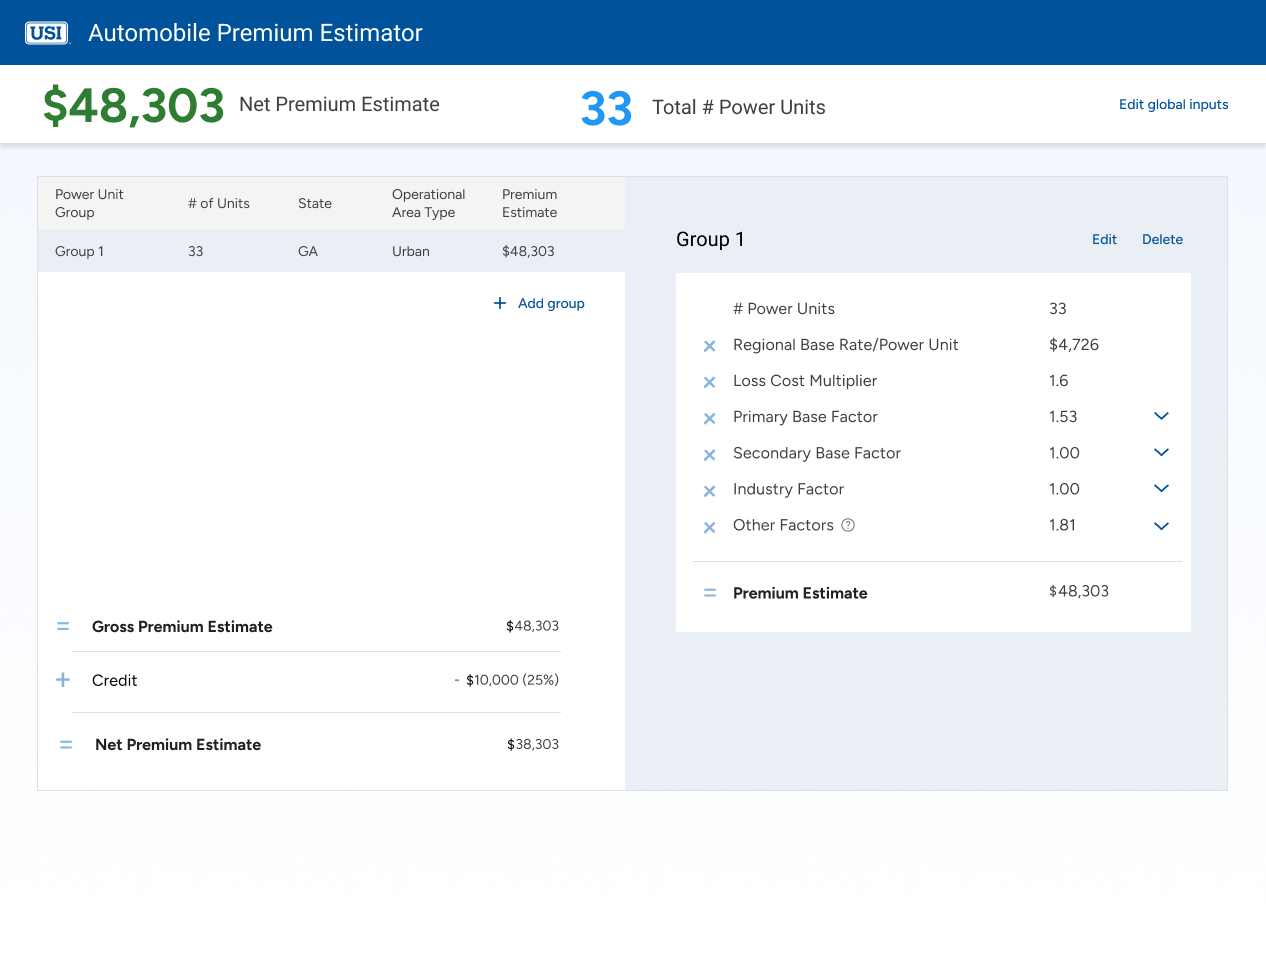 USI Automobile Premium Estimator
$48,303 Net Premium Estimate
33 Total # Power Units
Edit global inputs
Power Unit Group # of Units State Operational Area Type Premium Estimate
Group 1 33 GA Urban $48,303
+ Add group
= Gross Premium Estimate $48,303
+ Credit - $10,000 (25%)
= Net Premium Estimate $38,303
Group 1 Edit Delete
# Power Units 33
× Regional Base Rate/Power Unit $4,726
× Loss Cost Multiplier 1.6
× Primary Base Factor 1.53
× Secondary Base Factor 1.00
× Industry Factor 1.00
× Other Factors ? 1.81
= Premium Estimate $48,303